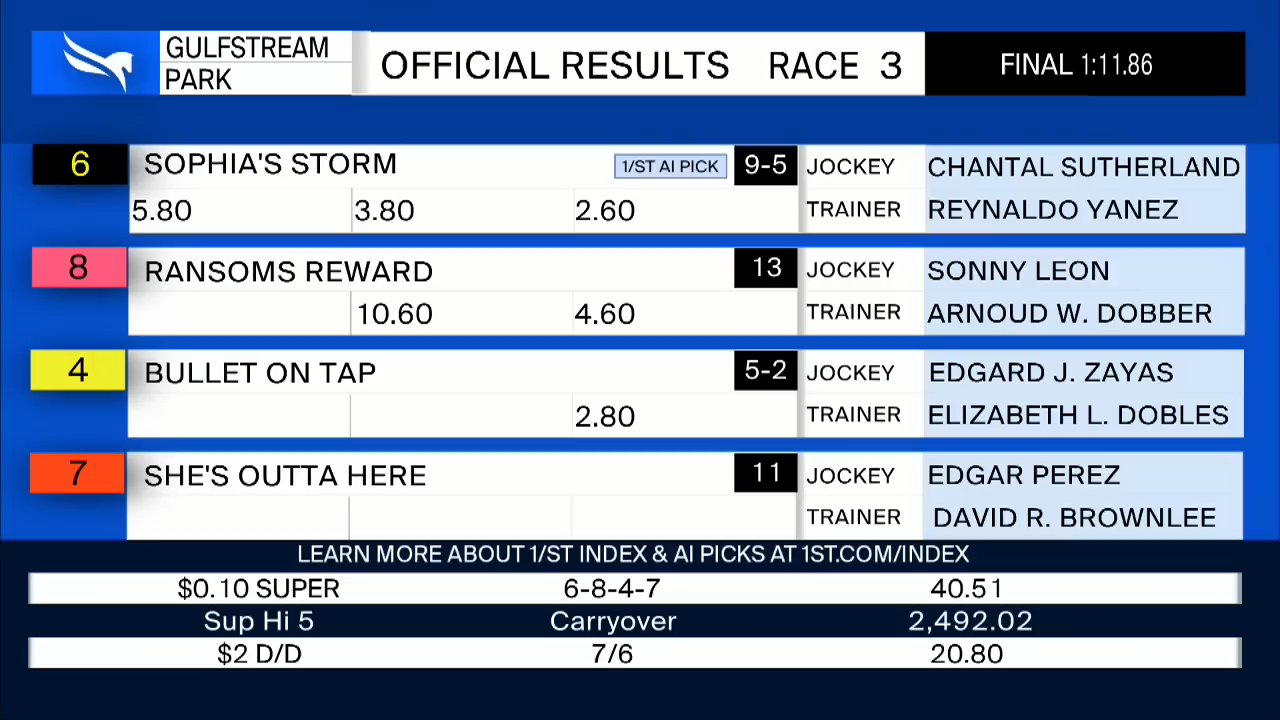 GULFSTREAM
PARK
OFFICIAL RESULTS RACE 3
FINAL 1:11.86
6 SOPHIA'S STORM 1/ST AI PICK 9-5 JOCKEY CHANTAL SUTHERLAND
5.80 3.80 2.60 TRAINER REYNALDO YANEZ
8 RANSOMS REWARD 13 JOCKEY SONNY LEON
10.60 4.60 TRAINER ARNOUD W. DOBBER
4 BULLET ON TAP 5-2 JOCKEY EDGARD J. ZAYAS
2.80 TRAINER ELIZABETH L. DOBLES
7 SHE'S OUTTA HERE 11 JOCKEY EDGAR PEREZ
TRAINER DAVID R. BROWNLEE
LEARN MORE ABOUT 1/ST INDEX & AI PICKS AT 1ST.COM/INDEX
$0.10 SUPER 6-8-4-7 40.51
Sup Hi 5 Carryover 2,492.02
$2 D/D 7/6 20.80